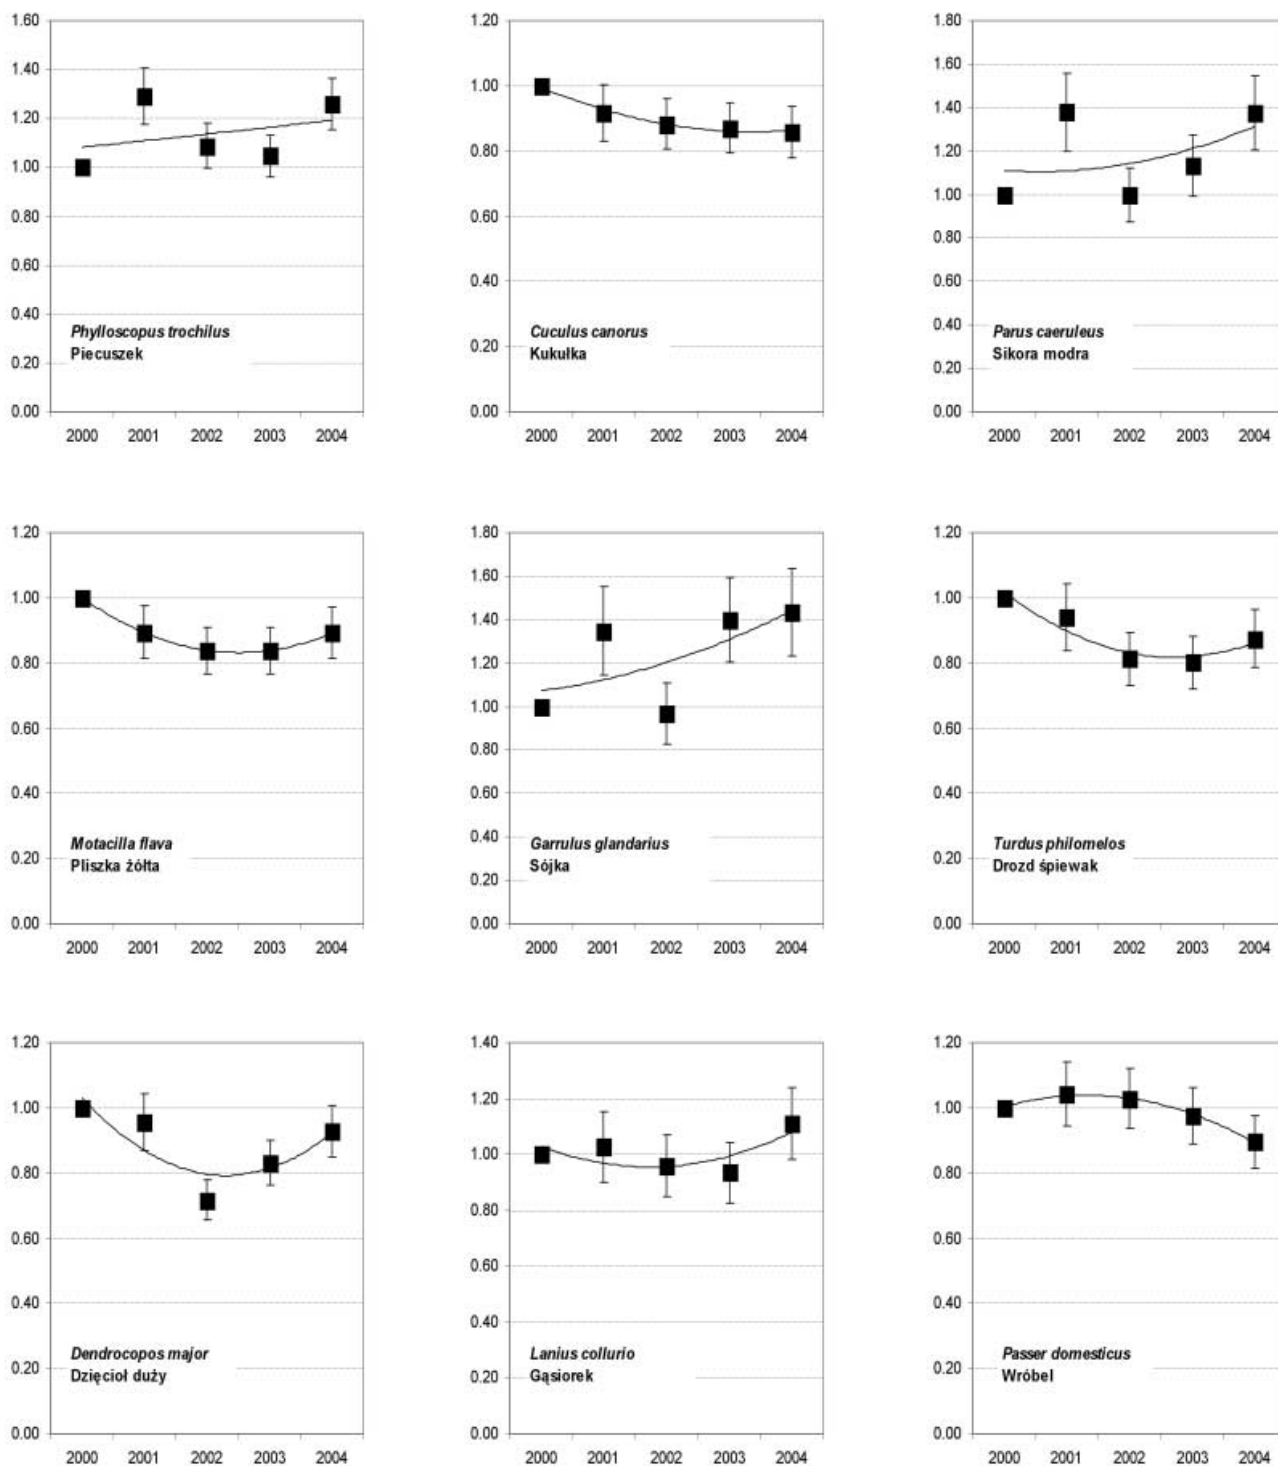 1.60
1.40
1.20
1.00
0.80
0.60
0.40
0.20
0.00
Phylloscopus trochilus
Piecuszek
2000 2001 2002 2003 2004
1.20
1.00
0.80
0.60
0.40
0.20
0.00
Cuculus canorus
Kukułka
2000 2001 2002 2003 2004
1.80
1.60
1.40
1.20
1.00
0.80
0.60
0.40
0.20
0.00
Parus caeruleus
Sikora modra
2000 2001 2002 2003 2004
1.20
1.00
0.80
0.60
0.40
0.20
0.00
Motacilla flava
Pliszka żółta
2000 2001 2002 2003 2004
1.80
1.60
1.40
1.20
1.00
0.80
0.60
0.40
0.20
0.00
Garrulus glandarius
Sójka
2000 2001 2002 2003 2004
1.20
1.00
0.80
0.60
0.40
0.20
0.00
Turdus philomelos
Drozd śpiewak
2000 2001 2002 2003 2004
1.20
1.00
0.80
0.60
0.40
0.20
0.00
Dendrocopos major
Dzięcioł duży
2000 2001 2002 2003 2004
1.40
1.20
1.00
0.80
0.60
0.40
0.20
0.00
Lanius collurio
Gąsiorek
2000 2001 2002 2003 2004
1.20
1.00
0.80
0.60
0.40
0.20
0.00
Passer domesticus
Wróbel
2000 2001 2002 2003 2004